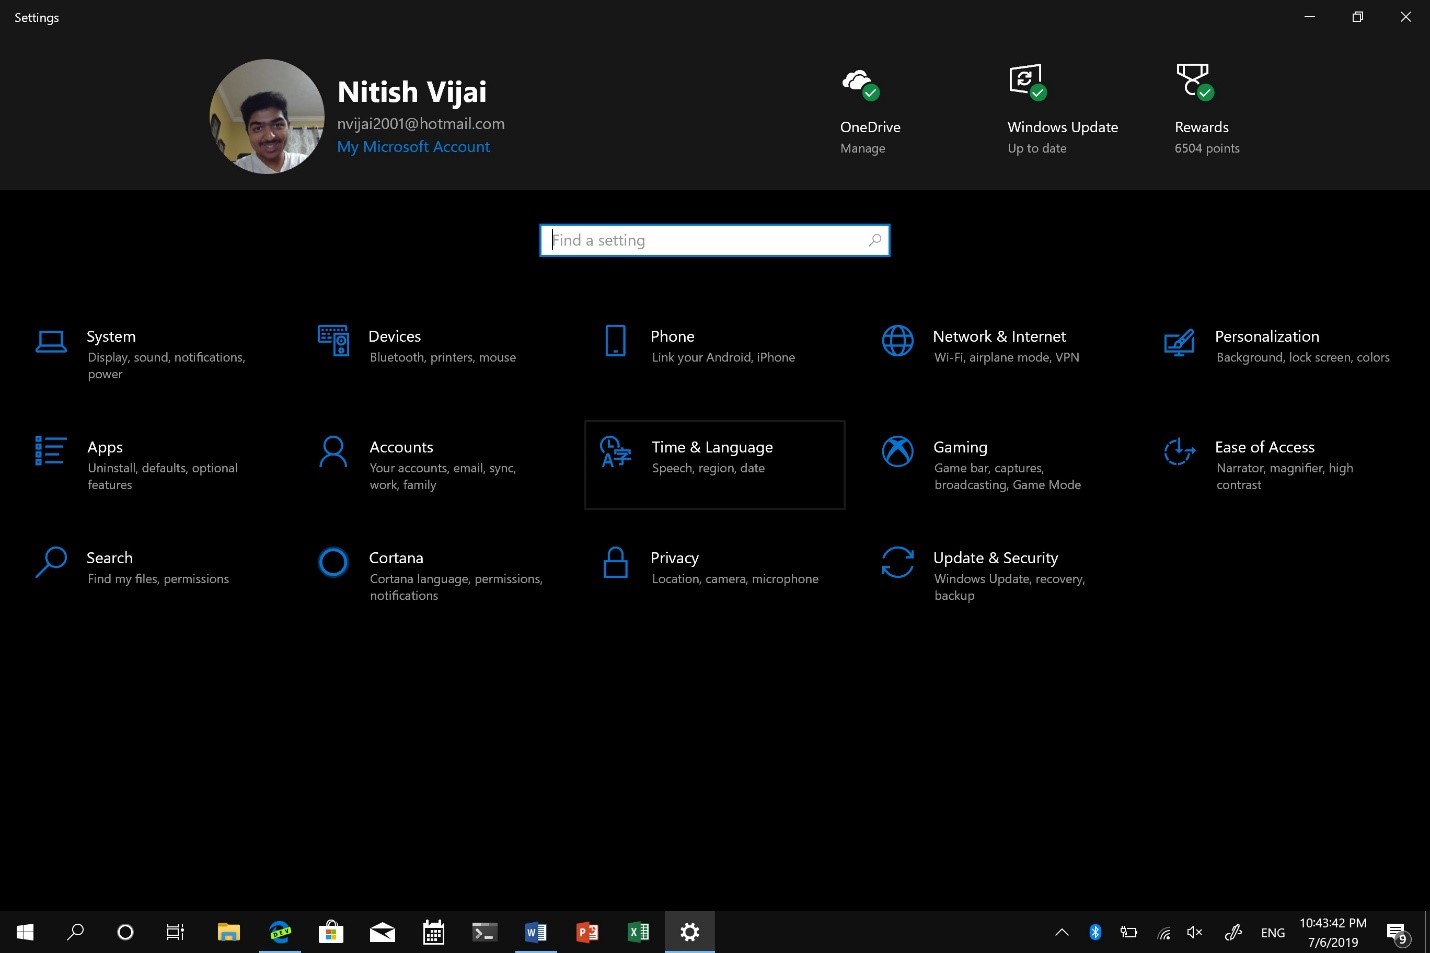 Settings
Nitish Vijai
nvijai2001@hotmail.com
My Microsoft Account
OneDrive
Manage
Windows Update
Up to date
Rewards
6504 points
Find a setting
System
Display, sound, notifications,
power
Devices
Bluetooth, printers, mouse
Phone
Link your Android, iPhone
Network & Internet
Wi-Fi, airplane mode, VPN
Personalization
Background, lock screen, colors
Apps
Uninstall, defaults, optional
features
Accounts
Your accounts, email, sync,
work, family
Time & Language
Speech, region, date
Gaming
Game bar, captures,
broadcasting, Game Mode
Ease of Access
Narrator, magnifier, high
contrast
Search
Find my files, permissions
Cortana
Cortana language, permissions,
notifications
Privacy
Location, camera, microphone
Update & Security
Windows Update, recovery,
backup
DEV
ENG
10:43:42 PM
7/6/2019
9